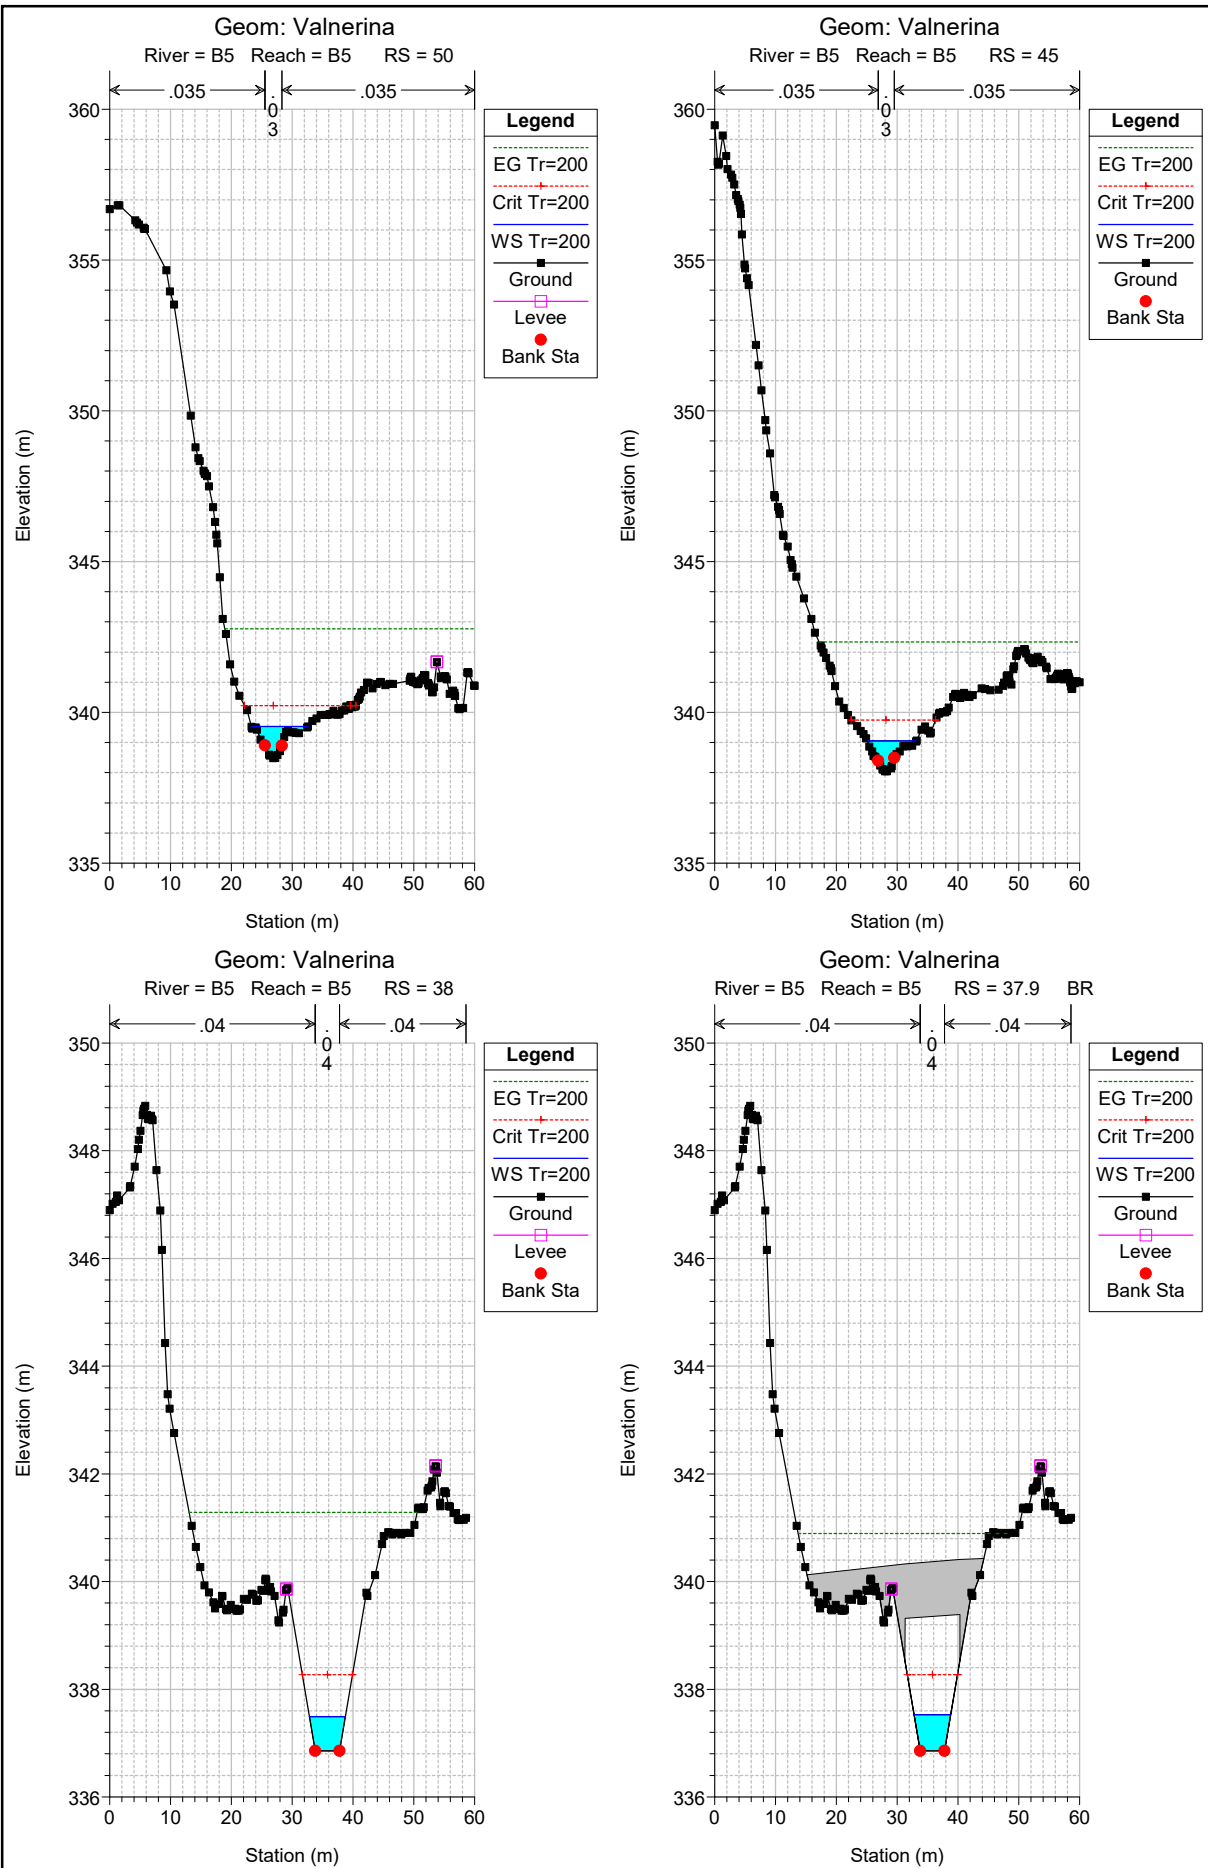 Geom: Valnerina
River = B5 Reach = B5 RS = 50
.035
.03
.035
360
355
350
345
340
335
Elevation (m)
0 10 20 30 40 50 60
Station (m)
Legend
EG Tr=200
Crit Tr=200
WS Tr=200
Ground
Levee
Bank Sta
Geom: Valnerina
River = B5 Reach = B5 RS = 45
.035
.03
.035
360
355
350
345
340
335
Elevation (m)
0 10 20 30 40 50 60
Station (m)
Legend
EG Tr=200
Crit Tr=200
WS Tr=200
Ground
Bank Sta
Geom: Valnerina
River = B5 Reach = B5 RS = 38
.04
.04
.04
350
348
346
344
342
340
338
336
Elevation (m)
0 10 20 30 40 50 60
Station (m)
Legend
EG Tr=200
Crit Tr=200
WS Tr=200
Ground
Levee
Bank Sta
Geom: Valnerina
River = B5 Reach = B5 RS = 37.9 BR
.04
.04
.04
350
348
346
344
342
340
338
336
Elevation (m)
0 10 20 30 40 50 60
Station (m)
Legend
EG Tr=200
Crit Tr=200
WS Tr=200
Ground
Levee
Bank Sta